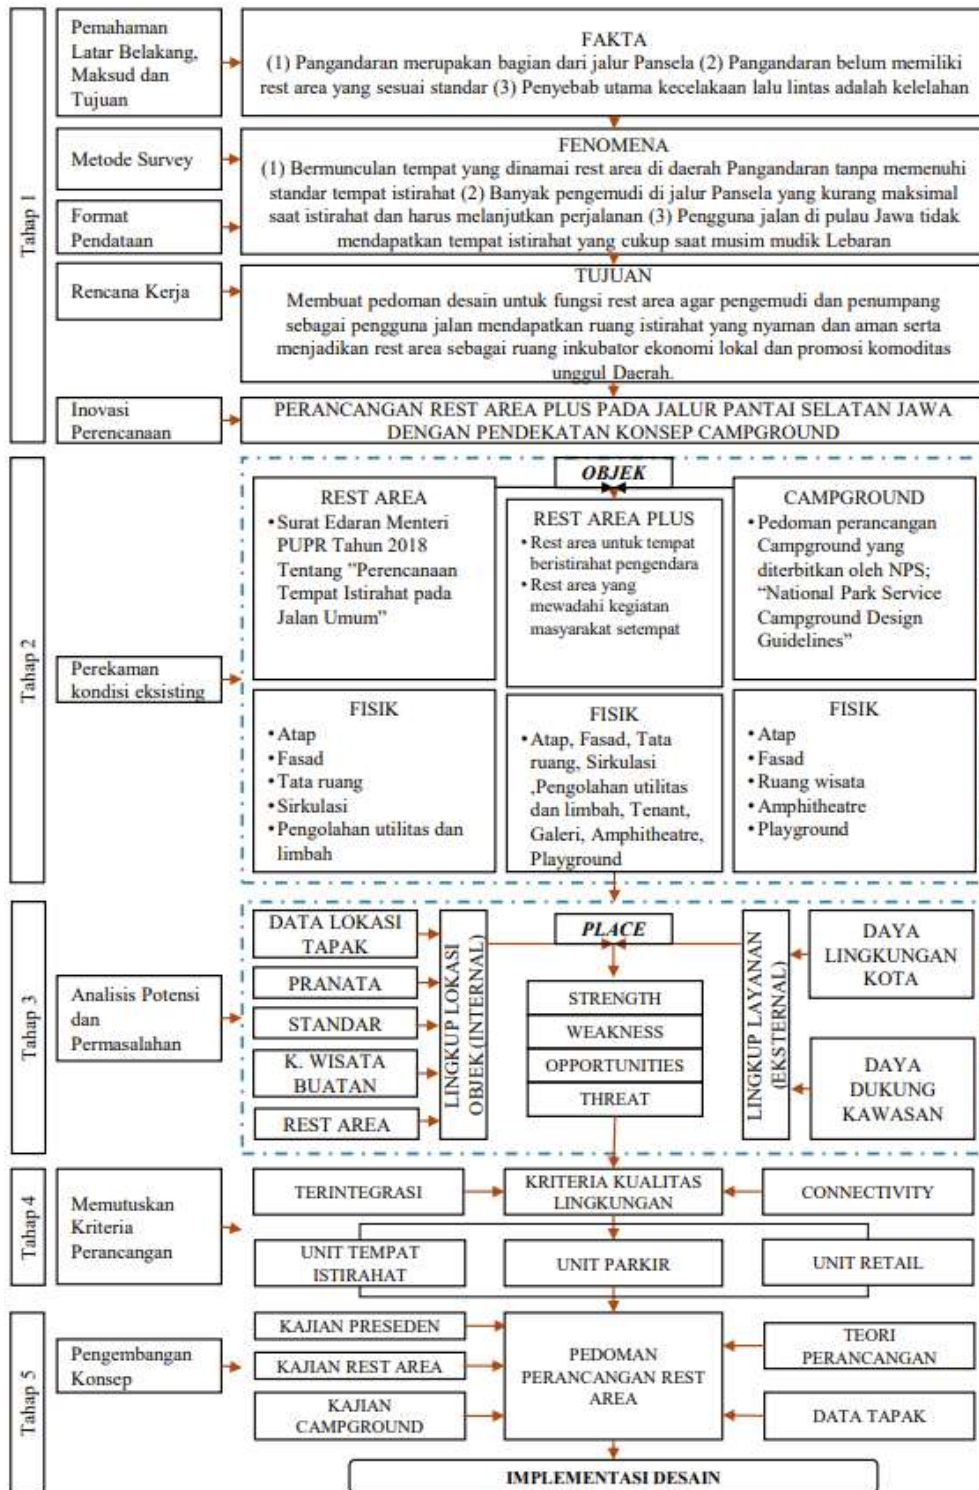 Tahap 1
Pemahaman
Latar Belakang,
Maksud dan
Tujuan
FAKTA
(1) Pangandaran merupakan bagian dari jalur Pansela (2) Pangandaran belum memiliki
rest area yang sesuai standar (3) Penyebab utama kecelakaan lalu lintas adalah kelelahan
Metode Survey
Format
Pendataan
FENOMENA
(1) Bermunculan tempat yang dinamai rest area di daerah Pangandaran tanpa memenuhi
standar tempat istirahat (2) Banyak pengemudi di jalur Pansela yang kurang maksimal
saat istirahat dan harus melanjutkan perjalanan (3) Pengguna jalan di pulau Jawa tidak
mendapatkan tempat istirahat yang cukup saat musim mudik Lebaran
Rencana Kerja
TUJUAN
Membuat pedoman desain untuk fungsi rest area agar pengemudi dan penumpang
sebagai pengguna jalan mendapatkan ruang istirahat yang nyaman dan aman serta
menjadikan rest area sebagai ruang inkubator ekonomi lokal dan promosi komoditas
unggul Daerah.
Inovasi
Perencanaan
PERANCANGAN REST AREA PLUS PADA JALUR PANTAI SELATAN JAWA
DENGAN PENDEKATAN KONSEP CAMPGROUND
Tahap 2
Perekaman
kondisi eksisting
OBJEK
REST AREA
• Surat Edaran Menteri
PUPR Tahun 2018
Tentang ”Perencanaan
Tempat Istirahat pada
Jalan Umum”
REST AREA PLUS
• Rest area untuk tempat
beristirahat pengendara
• Rest area yang
mewadahi kegiatan
masyarakat setempat
CAMPGROUND
• Pedoman perancangan
Campground yang
diterbitkan oleh NPS;
“National Park Service
Campground Design
Guidelines”
FISIK
• Atap
• Fasad
• Tata ruang
• Sirkulasi
• Pengolahan utilitas dan
limbah
FISIK
• Atap, Fasad, Tata
ruang, Sirkulasi
,Pengolahan utilitas
dan limbah, Tenant,
Galeri, Amphitheatre,
Playground
FISIK
• Atap
• Fasad
• Ruang wisata
• Amphitheatre
• Playground
Tahap 3
Analisis Potensi
dan
Permasalahan
DATA LOKASI
TAPAK
PRANATA
STANDAR
K. WISATA
BUATAN
REST AREA
LINGKUP LOKASI
OBJEK(INTERNAL)
PLACE
STRENGTH
WEAKNESS
OPPORTUNITIES
THREAT
LINGKUP LAYANAN
(EKSTERNAL)
DAYA
LINGKUNGAN
KOTA
DAYA
DUKUNG
KAWASAN
Tahap4
Memutuskan
Kriteria
Perancangan
TERINTEGRASI
KRITERIA KUALITAS
LINGKUNGAN
CONNECTIVITY
UNIT TEMPAT
ISTIRAHAT
UNIT PARKIR
UNIT RETAIL
Tahap 5
Pengembangan
Konsep
KAJIAN PRESEDEN
KAJIAN REST AREA
KAJIAN
CAMPGROUND
PEDOMAN
PERANCANGAN REST
AREA
TEORI
PERANCANGAN
DATA TAPAK
IMPLEMENTASI DESAIN